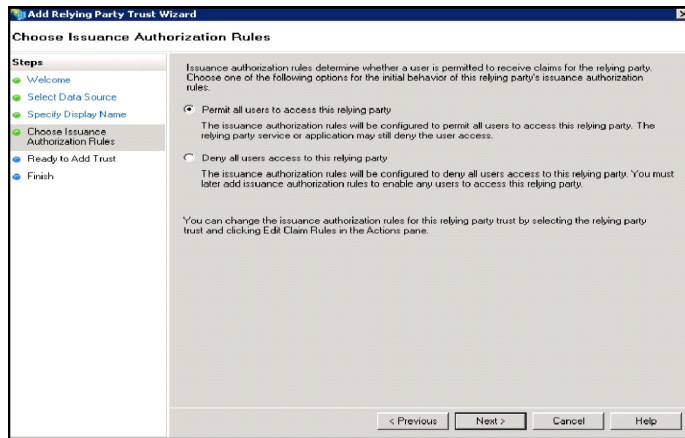 Add Relying Party Trust Wizard
Choose Issuance Authorization Rules
Steps
Welcome
Select Data Source
Specify Display Name
Choose Issuance
Authorization Rules
Ready to Add Trust
Finish
Issuance authorization rules determine whether a user is permitted to receive claims for the relying party.
Choose one of the following options for the initial behavior of this relying party's issuance authorization
rules.
Permit all users to access this relying party
The issuance authorization rules will be configured to permit all users to access this relying party. The
relying party service or application may still deny the user access.
Deny all users access to this relying party
The issuance authorization rules will be configured to deny all users access to this relying party. You must
later add issuance authorization rules to enable any users to access this relying party.
You can change the issuance authorization rules for this relying party trust by selecting the relying party
trust and clicking Edit Claim Rules in the Actions pane.
< Previous
Next >
Cancel
Help